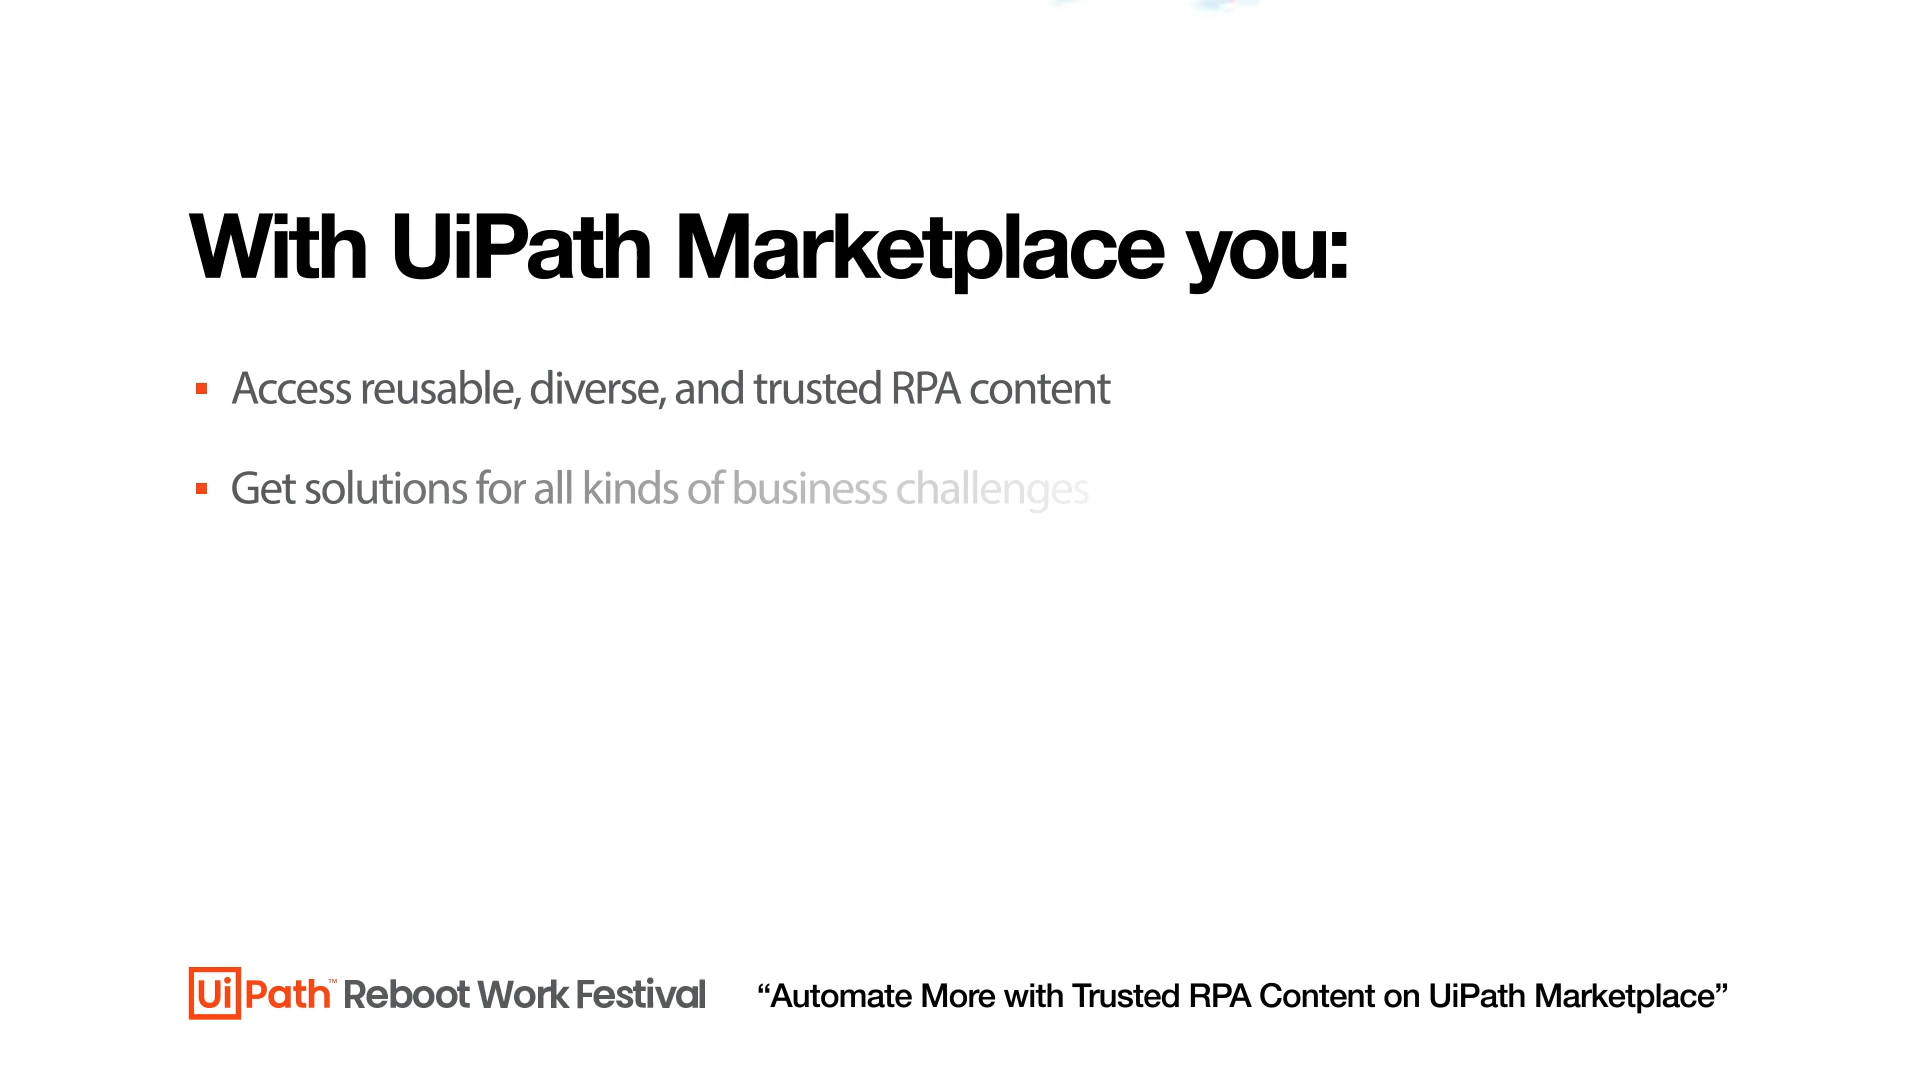 With UiPath Marketplace you:
▪ Access reusable, diverse, and trusted RPA content
▪ Get solutions for all kinds of business challenges
UiPath™ Reboot Work Festival “Automate More with Trusted RPA Content on UiPath Marketplace”